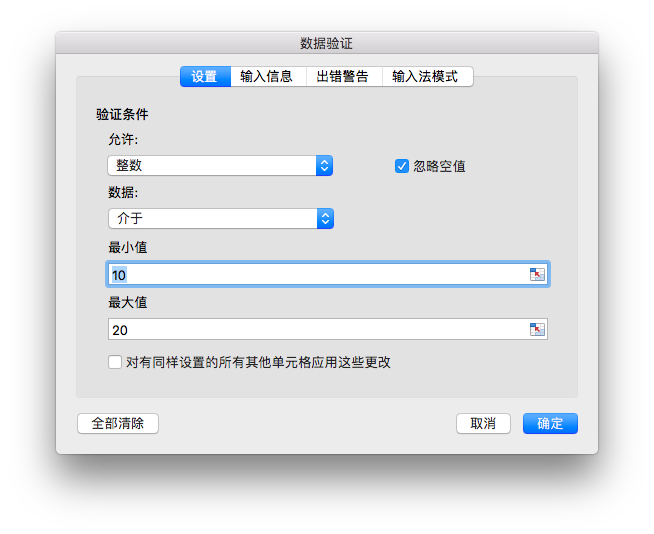 数据验证
设置 输入信息 出错警告 输入法模式
验证条件
允许:
整数 忽略空值
数据:
介于
最小值
10
最大值
20
对有同样设置的所有其他单元格应用这些更改
全部清除 取消 确定